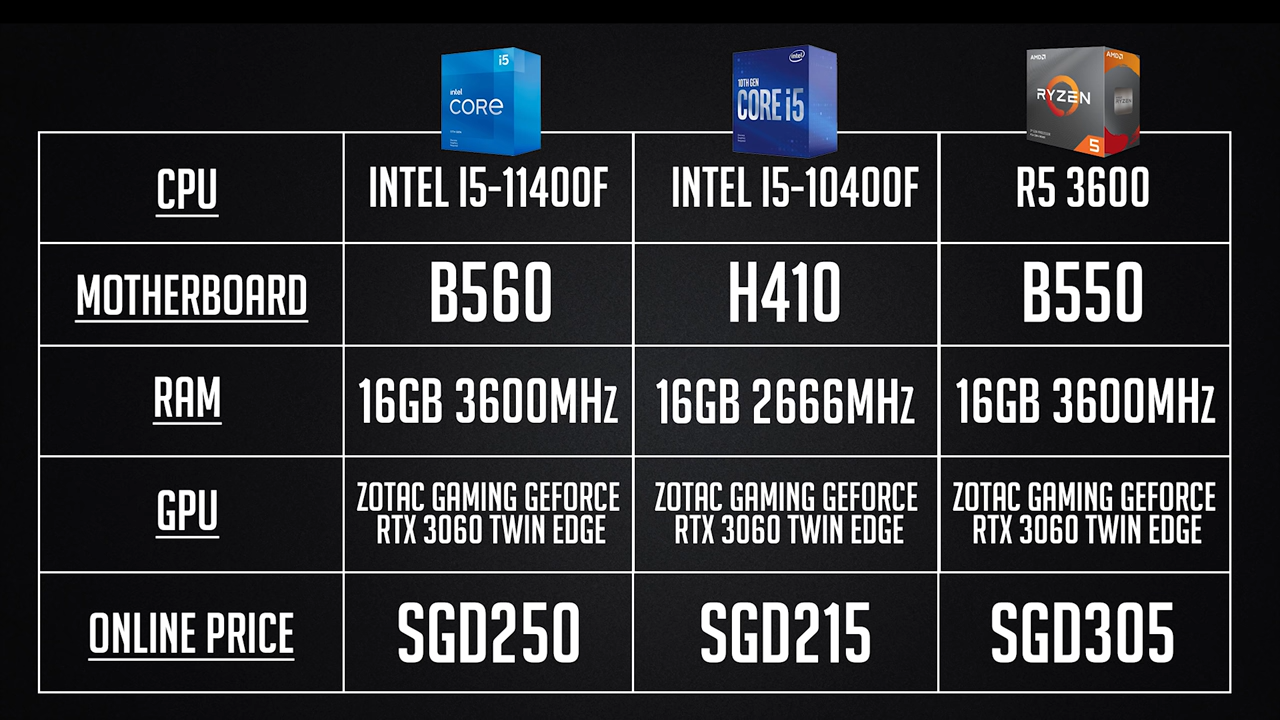 i5
intel
CORE
intel
10TH GEN
CORE i5
AMD
AMD
RYZEN
RYZEN
5
CPU
INTEL I5-11400F
INTEL I5-10400F
R5 3600
MOTHERBOARD
B560
H410
B550
RAM
16GB 3600MHz
16GB 2666MHz
16GB 3600MHz
GPU
ZOTAC GAMING GEFORCE
RTX 3060 TWIN EDGE
ZOTAC GAMING GEFORCE
RTX 3060 TWIN EDGE
ZOTAC GAMING GEFORCE
RTX 3060 TWIN EDGE
ONLINE PRICE
SGD250
SGD215
SGD305